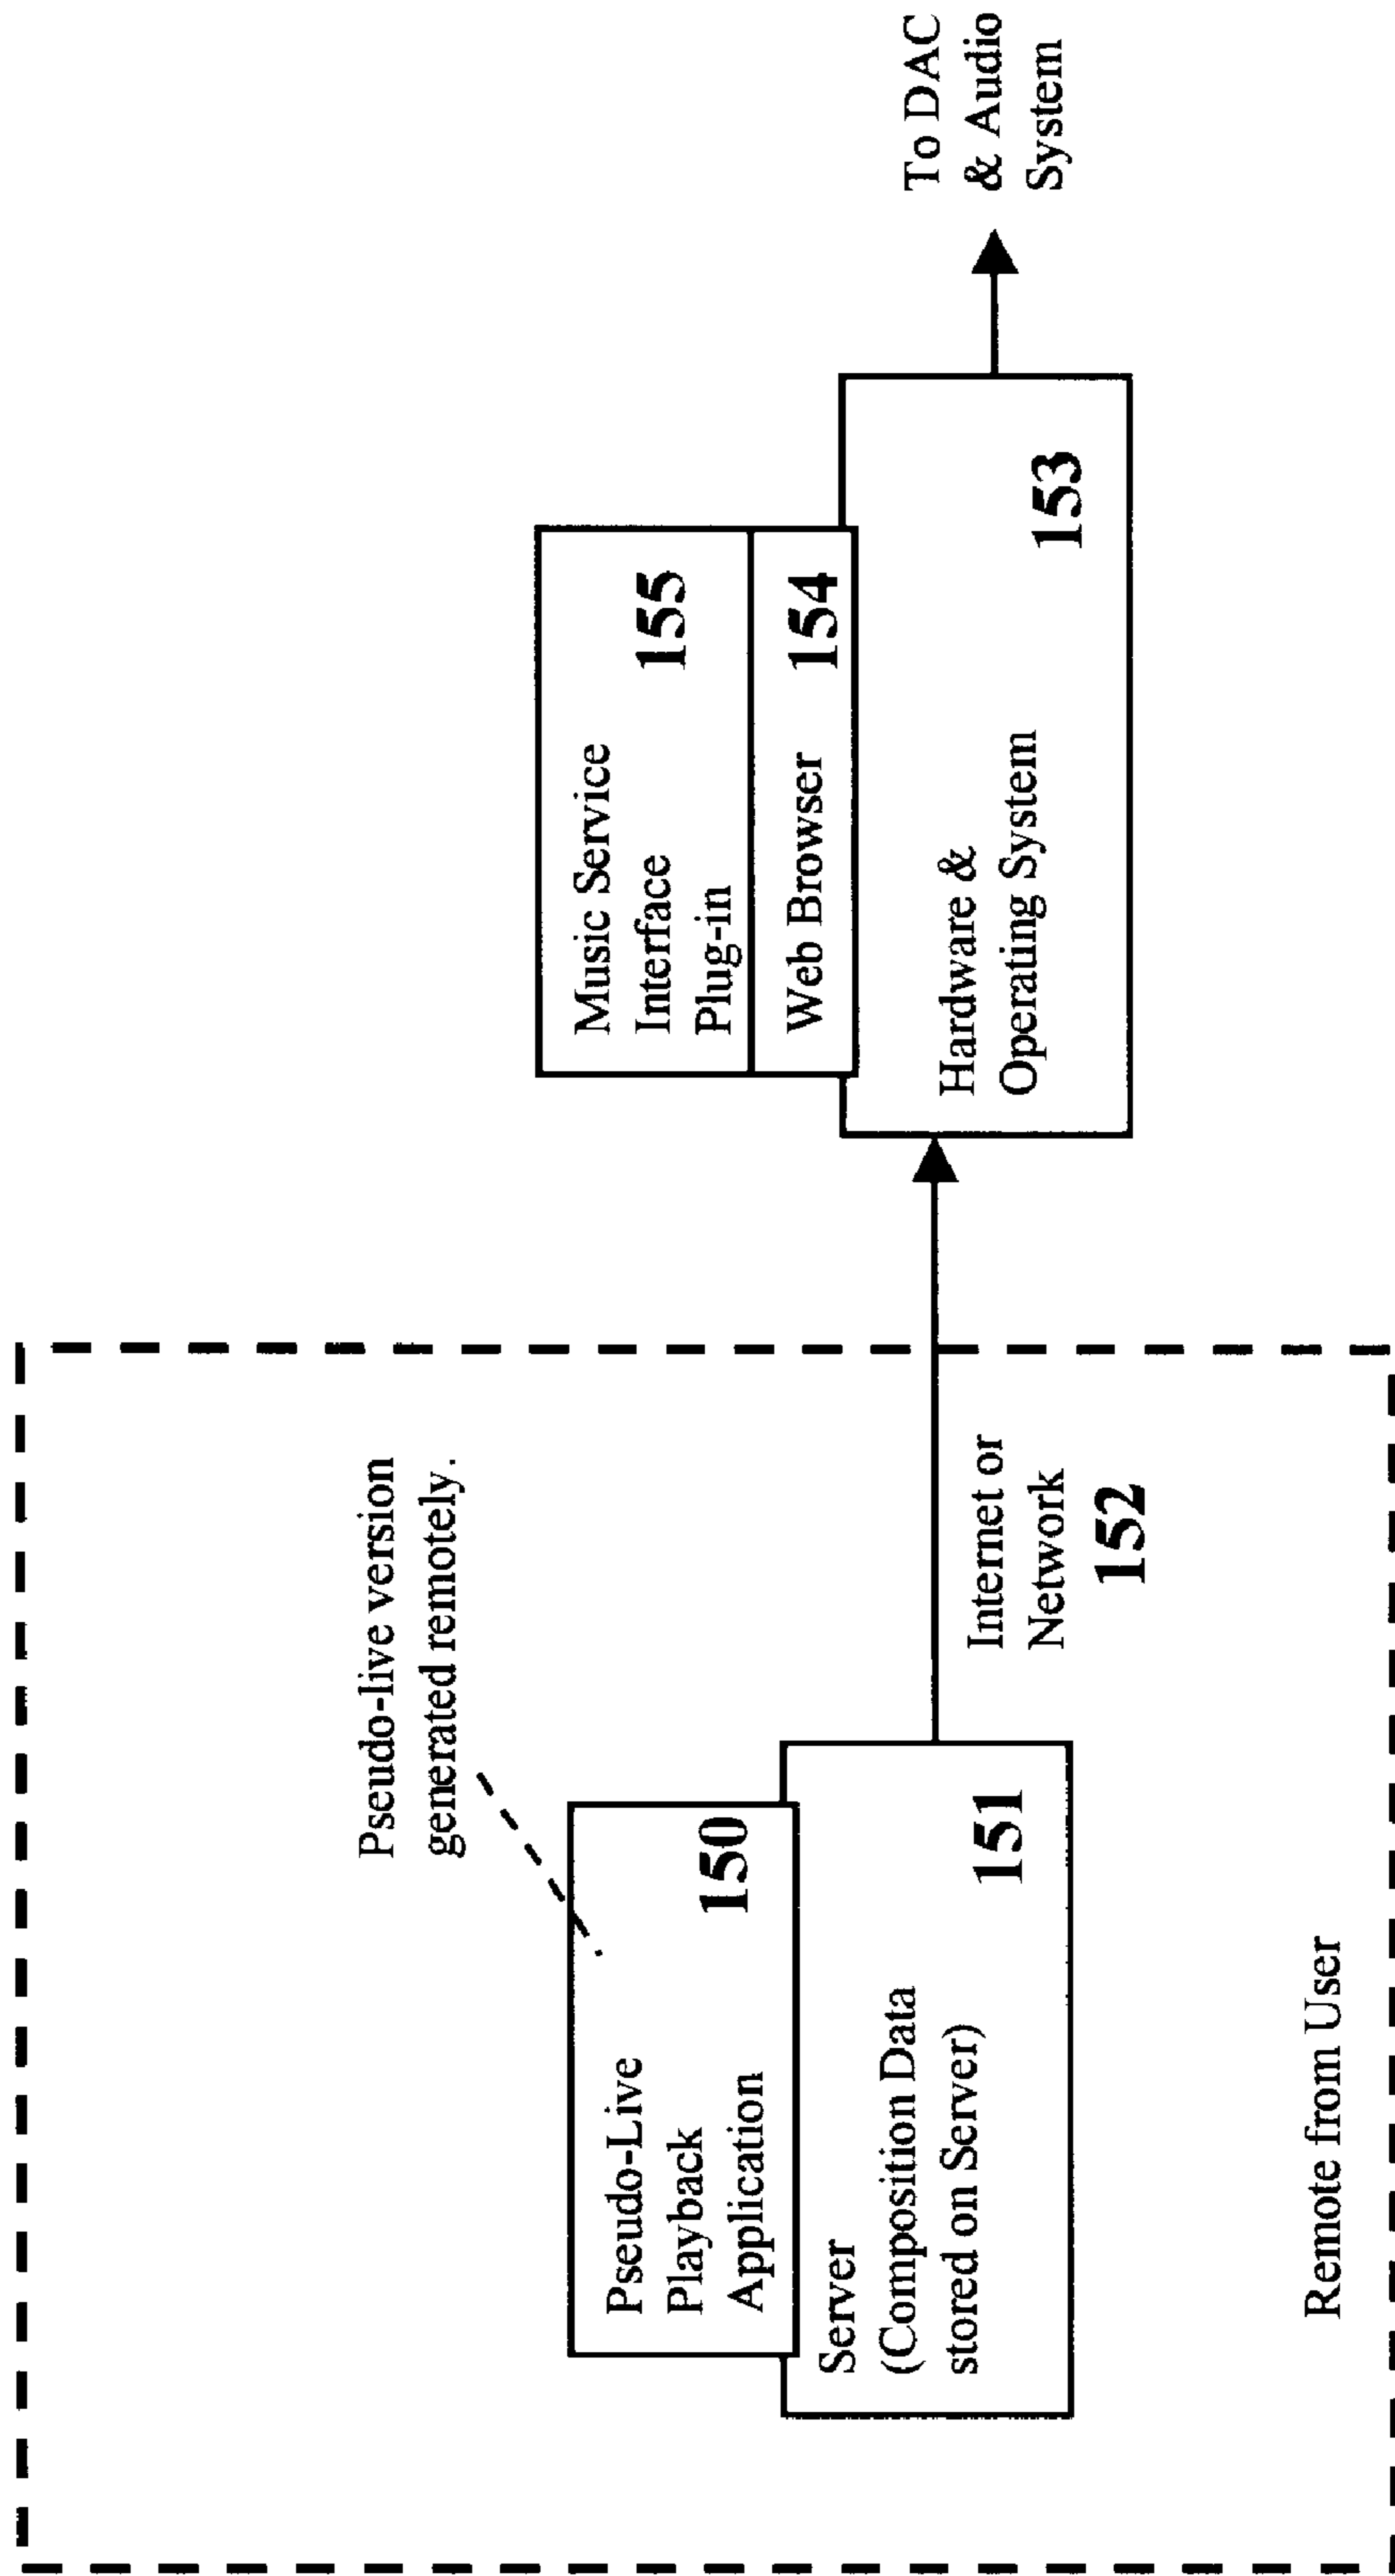 Pseudo-live version
generated remotely.
Pseudo-Live
Playback
Application
150
Server
(Composition Data
stored on Server)
151
Remote from User
Internet or
Network
152
Music Service
Interface
Plug-in
155
Web Browser
154
Hardware &
Operating System
153
To DAC
& Audio
System